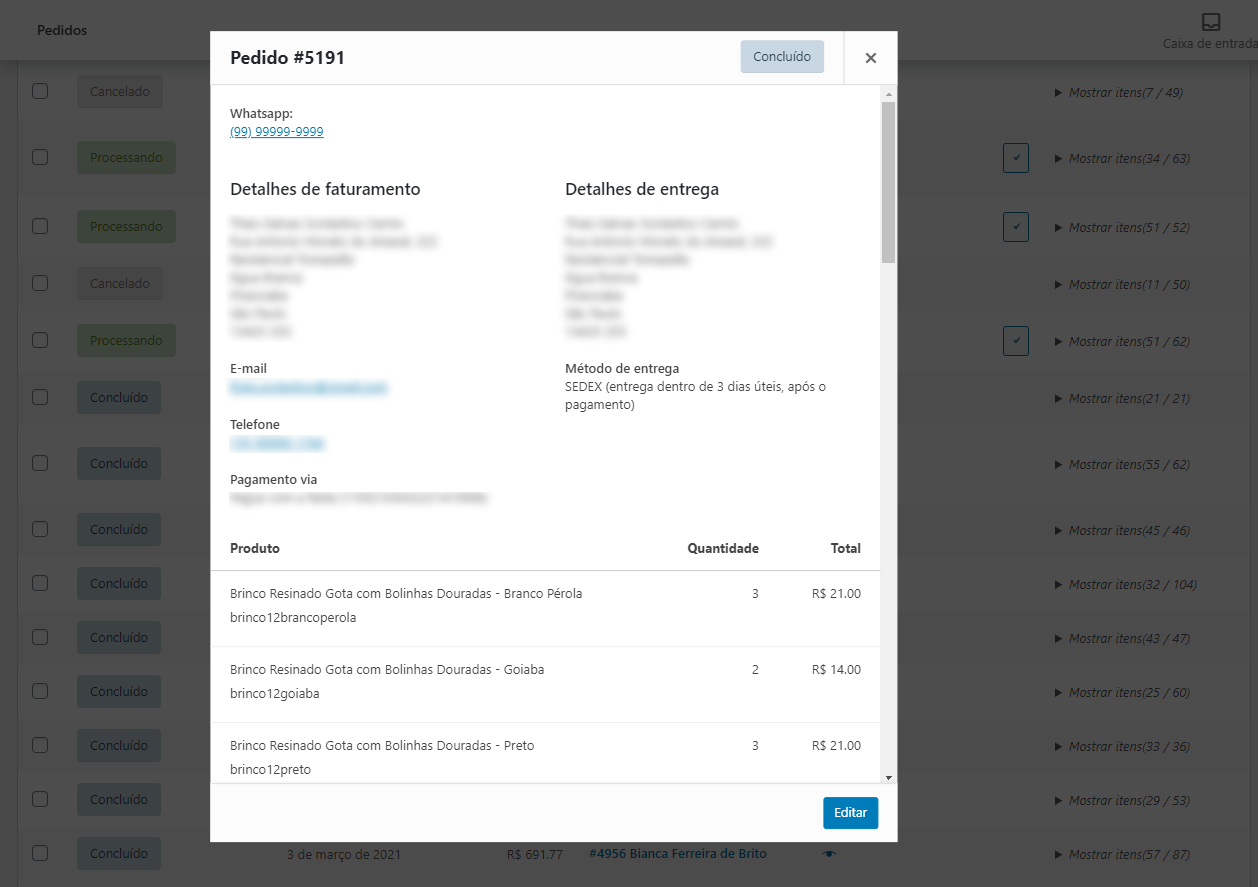 Pedidos
Caixa de entrada
Pedido #5191
Concluído
Whatsapp:
(99) 99999-9999
Detalhes de faturamento
Detalhes de entrega
E-mail
Método de entrega
SEDEX (entrega dentro de 3 dias úteis, após o
pagamento)
Telefone
Pagamento via
Produto Quantidade Total
Brinco Resinado Gota com Bolinhas Douradas - Branco Pérola 3 R$ 21.00
brinco12brancoperola
Brinco Resinado Gota com Bolinhas Douradas - Goiaba 2 R$ 14.00
brinco12goiaba
Brinco Resinado Gota com Bolinhas Douradas - Preto 3 R$ 21.00
brinco12preto
Editar
Cancelado Mostrar itens(7 / 49)
Processando Mostrar itens(34 / 63)
Processando Mostrar itens(51 / 52)
Cancelado Mostrar itens(11 / 50)
Processando Mostrar itens(51 / 62)
Concluído Mostrar itens(21 / 21)
Concluído Mostrar itens(55 / 62)
Concluído Mostrar itens(45 / 46)
Concluído Mostrar itens(32 / 104)
Concluído Mostrar itens(43 / 47)
Concluído Mostrar itens(25 / 60)
Concluído Mostrar itens(33 / 36)
Concluído Mostrar itens(29 / 53)
Concluído 3 de março de 2021 R$ 691.77 #4956 Bianca Ferreira de Brito Mostrar itens(57 / 87)